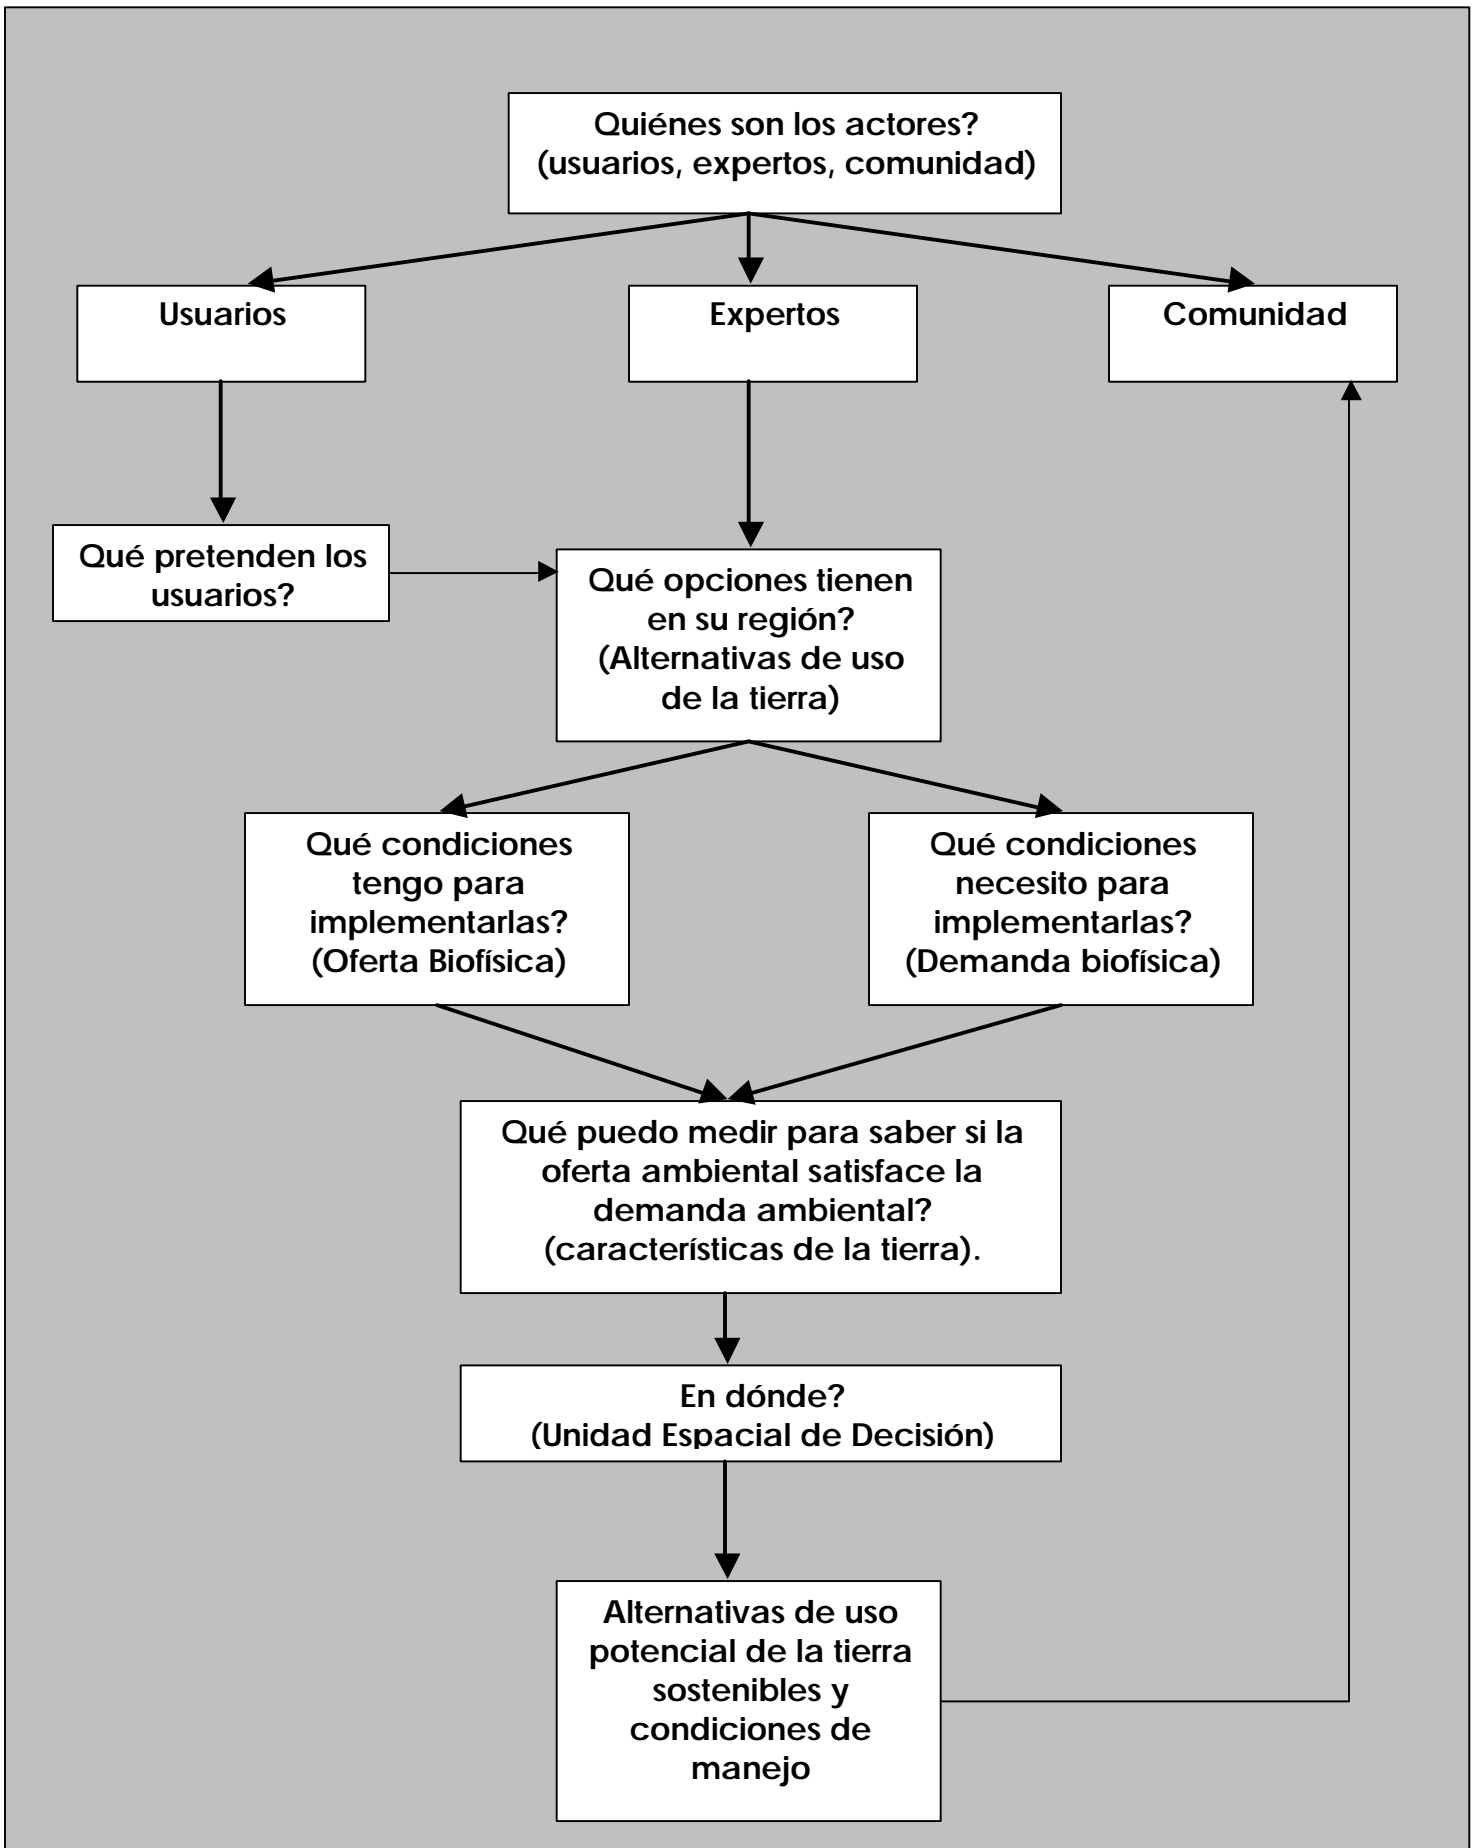 Quiénes son los actores?
(usuarios, expertos, comunidad)
Usuarios
Expertos
Comunidad
Qué pretenden los
usuarios?
Qué opciones tienen
en su región?
(Alternativas de uso
de la tierra)
Qué condiciones
tengo para
implementarlas?
(Oferta Biofísica)
Qué condiciones
necesito para
implementarlas?
(Demanda biofísica)
Qué puedo medir para saber si la
oferta ambiental satisface la
demanda ambiental?
(características de la tierra).
En dónde?
(Unidad Espacial de Decisión)
Alternativas de uso
potencial de la tierra
sostenibles y
condiciones de
manejo